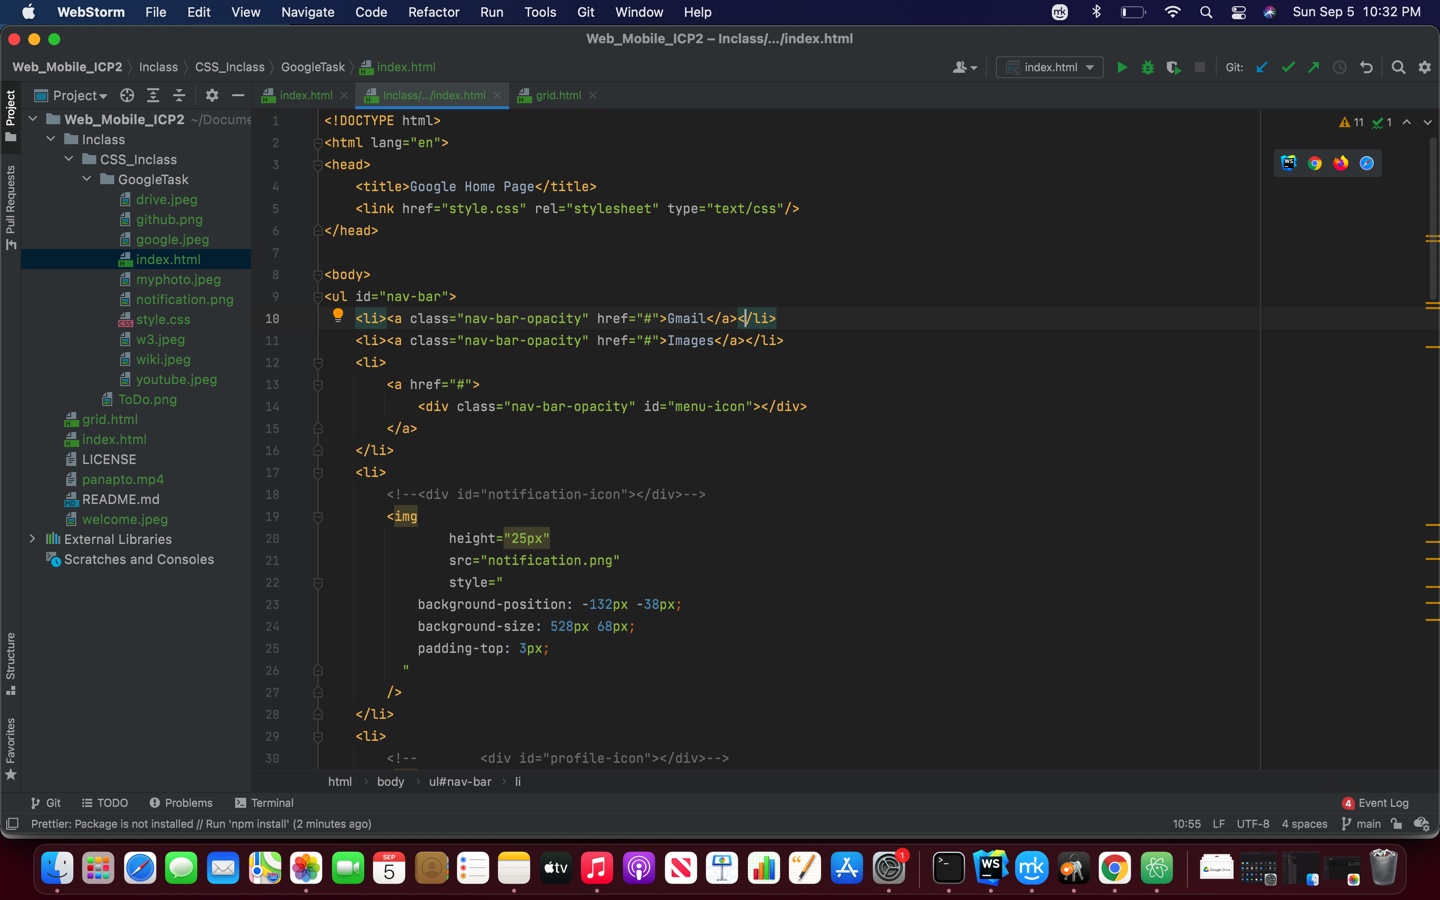 WebStorm File Edit View Navigate Code Refactor Run Tools Git Window Help mk Sun Sep 5 10:32 PM
Web_Mobile_ICP2 – Inclass/.../index.html
Web_Mobile_ICP2 Inclass CSS_Inclass GoogleTask index.html index.html Git:
Project index.html Inclass/.../index.html grid.html
Project
Pull Requests
Structure
Favorites
Web_Mobile_ICP2 ~/Docume
Inclass
CSS_Inclass
GoogleTask
drive.jpeg
github.png
google.jpeg
index.html
myphoto.jpeg
notification.png
style.css
w3.jpeg
wiki.jpeg
youtube.jpeg
ToDo.png
grid.html
index.html
LICENSE
panapto.mp4
README.md
welcome.jpeg
External Libraries
Scratches and Consoles
11 1
1 <!DOCTYPE html>
2 <html lang="en">
3 <head>
4 <title>Google Home Page</title>
5 <link href="style.css" rel="stylesheet" type="text/css"/>
6 </head>
7
8 <body>
9 <ul id="nav-bar">
10 <li><a class="nav-bar-opacity" href="#">Gmail</a></li>
11 <li><a class="nav-bar-opacity" href="#">Images</a></li>
12 <li>
13 <a href="#">
14 <div class="nav-bar-opacity" id="menu-icon"></div>
15 </a>
16 </li>
17 <li>
18 <!--<div id="notification-icon"></div>-->
19 <img
20 height="25px"
21 src="notification.png"
22 style="
23 background-position: -132px -38px;
24 background-size: 528px 68px;
25 padding-top: 3px;
26 "
27 />
28 </li>
29 <li>
30 <!-- <div id="profile-icon"></div>-->
html body ul#nav-bar li
Git TODO Problems Terminal 4 Event Log
Prettier: Package is not installed // Run 'npm install' (2 minutes ago) 10:55 LF UTF-8 4 spaces main
SEP 5 tv 1 WS mk